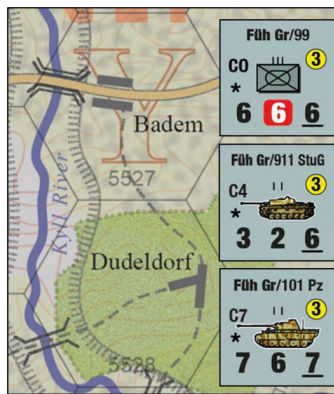 Badem
5527
Kyll River
Dudeldorf
5528
Füh Gr/99
3
C0
*
6 6 6
Füh Gr/911 StuG
3
C4
*
3 2 6
Füh Gr/101 Pz
3
C7
*
7 6 7